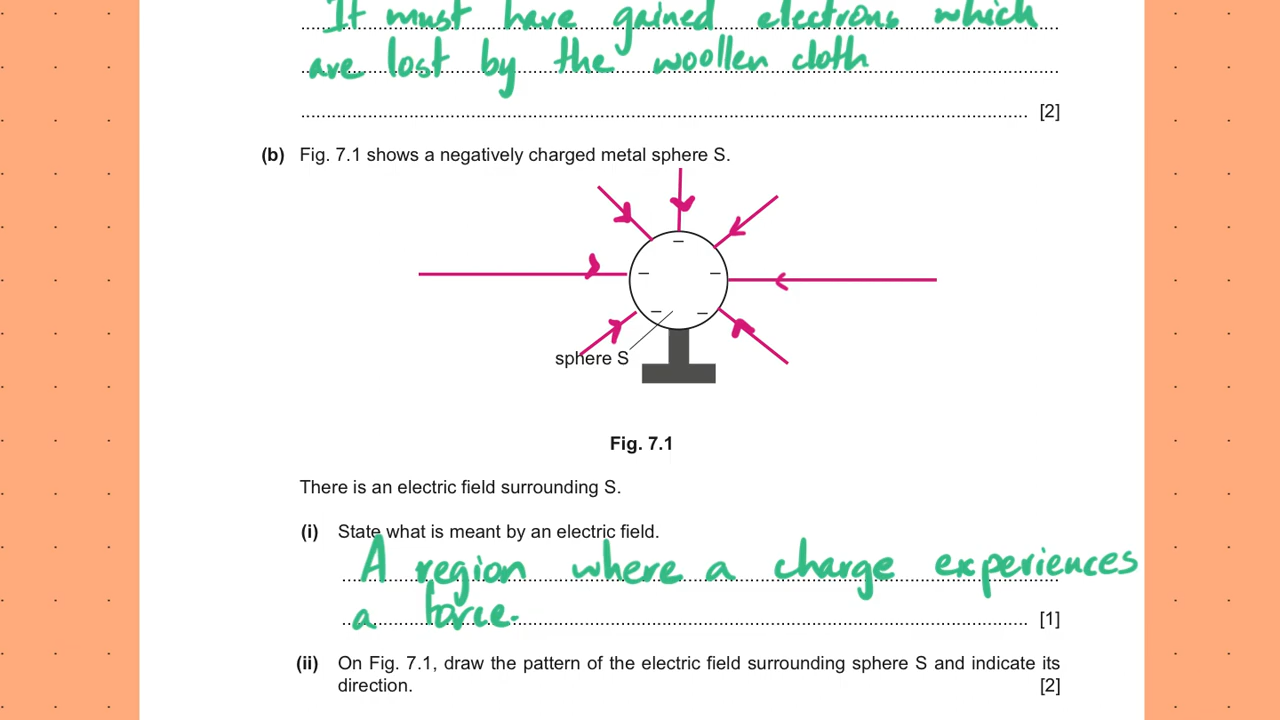 It must have gained electrons which
are lost by the woollen cloth
[2]
(b) Fig. 7.1 shows a negatively charged metal sphere S.
sphere S
Fig. 7.1
There is an electric field surrounding S.
(i) State what is meant by an electric field.
A region where a charge experiences
a force. [1]
(ii) On Fig. 7.1, draw the pattern of the electric field surrounding sphere S and indicate its
direction. [2]